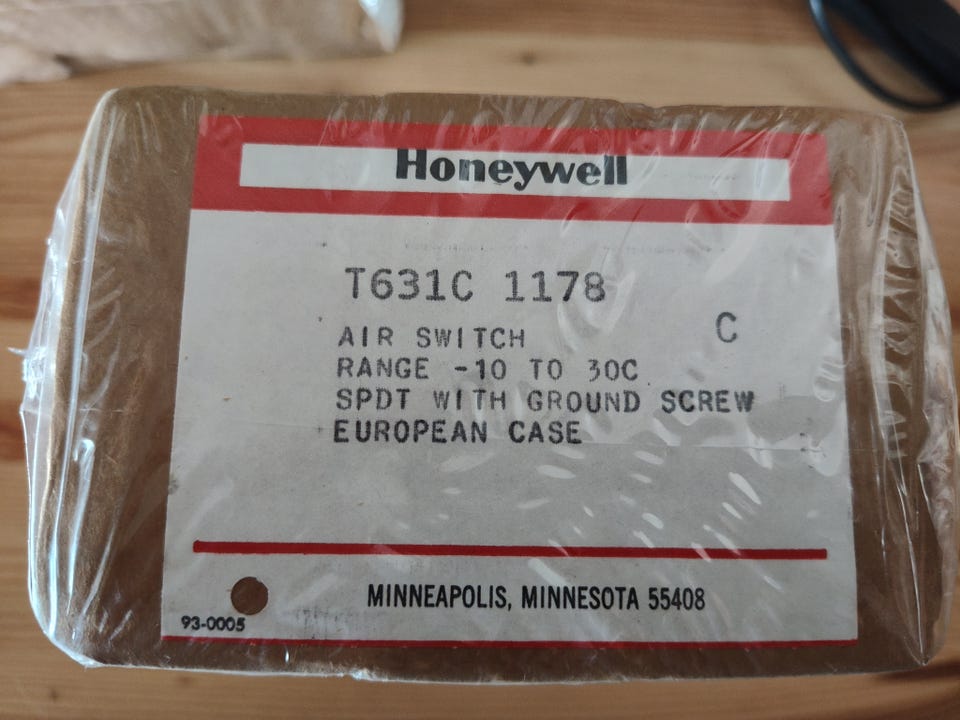 Honeywell
T631C 1178
C
AIR SWITCH
RANGE -10 TO 30C
SPDT WITH GROUND SCREW
EUROPEAN CASE
MINNEAPOLIS, MINNESOTA 55408
93-0005